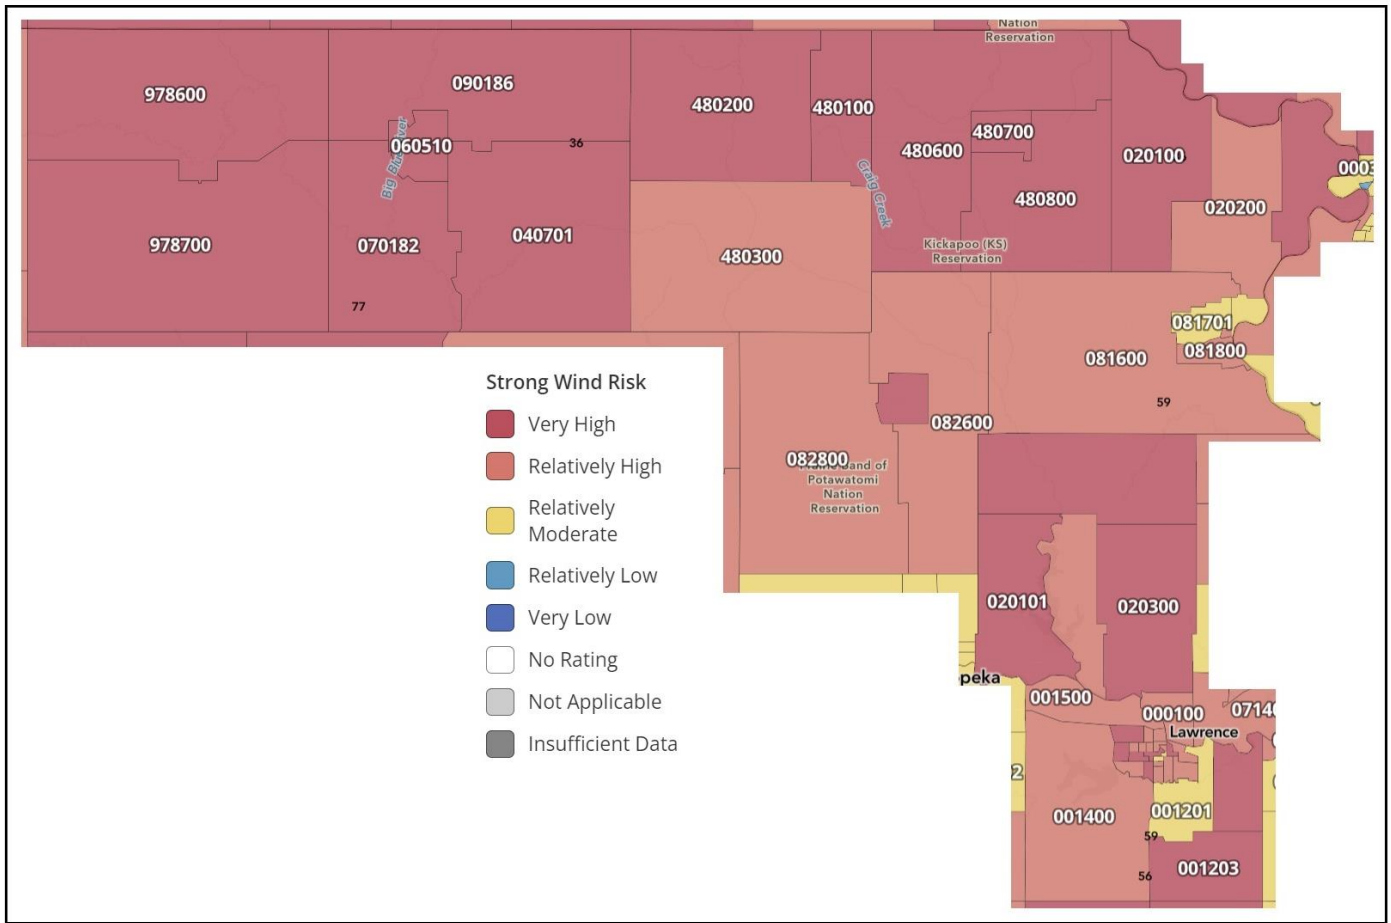 Nation
Reservation
978600
090186
480200
480100
060510
36
480600
480700
020100
0003
Big Blue River
Craig Creek
480800
020200
978700
070182
040701
480300
Kickapoo (KS)
Reservation
77
081701
081800
081600
59
Strong Wind Risk
Very High
Relatively High
Relatively
Moderate
Relatively Low
Very Low
No Rating
Not Applicable
Insufficient Data
082600
082800
Band of
Potawatomi
Nation
Reservation
020101
020300
peka
001500
000100
07140
Lawrence
2
001400
001201
59
56
001203